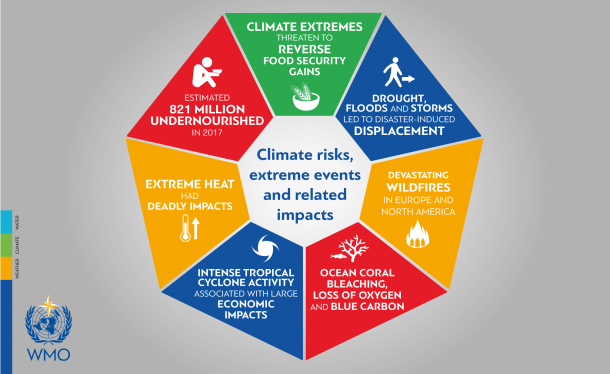 CLIMATE EXTREMES
THREATEN TO
REVERSE
FOOD SECURITY
GAINS
DROUGHT,
FLOODS AND STORMS
LED TO DISASTER-INDUCED
DISPLACEMENT
DEVASTATING
WILDFIRES
IN EUROPE AND
NORTH AMERICA
OCEAN CORAL
BLEACHING,
LOSS OF OXYGEN
AND BLUE CARBON
INTENSE TROPICAL
CYCLONE ACTIVITY
ASSOCIATED WITH LARGE
ECONOMIC
IMPACTS
EXTREME HEAT
HAD
DEADLY IMPACTS
ESTIMATED
821 MILLION
UNDERNOURISHED
IN 2017
Climate risks,
extreme events
and related
impacts
WEATHER CLIMATE WATER
WMO